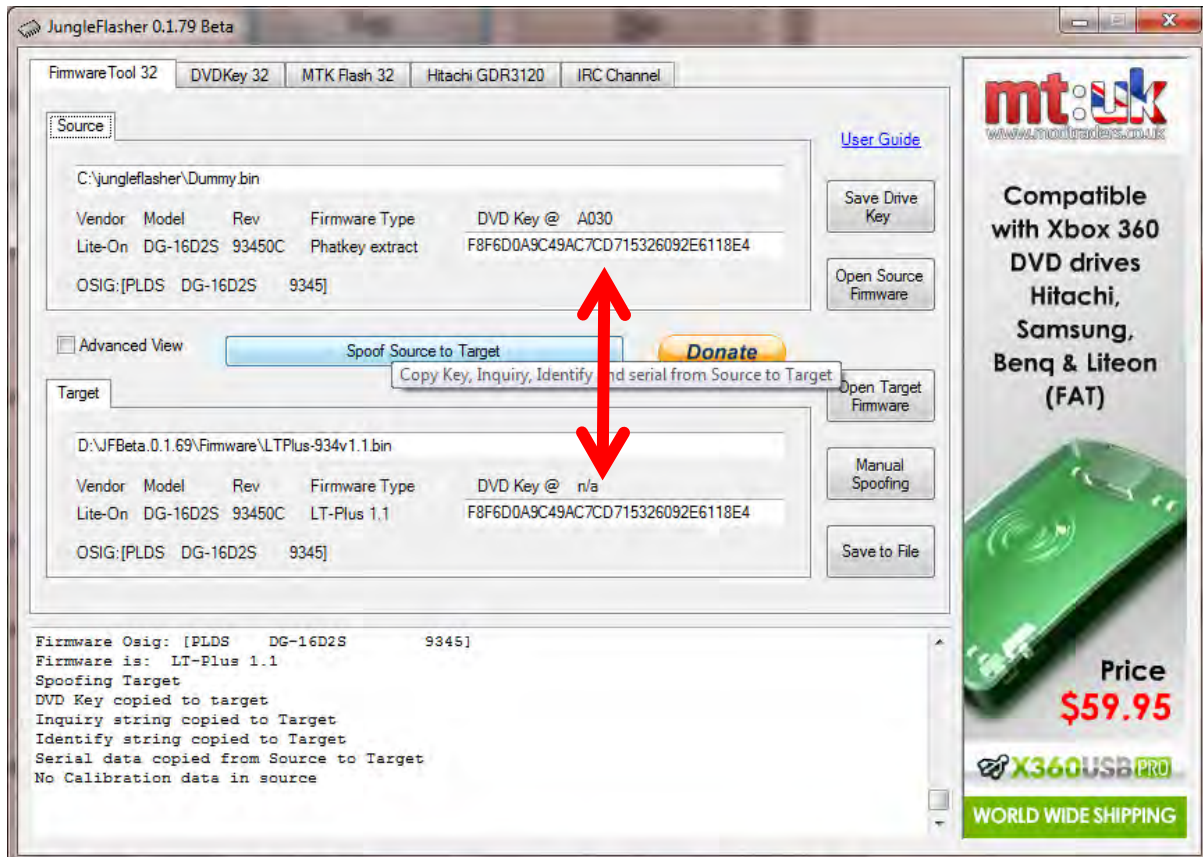 JungleFlasher 0.1.79 Beta
FirmwareTool 32 DVDKey 32 MTK Flash 32 Hitachi GDR3120 IRC Channel
Source
User Guide
C:\jungleflasher\Dummy.bin
Vendor Model Rev Firmware Type DVD Key @ A030
Lite-On DG-16D2S 93450C Phatkey extract F8F6D0A9C49AC7CD715326092E6118E4
OSIG:[PLDS DG-16D2S 9345]
Save Drive
Key
Open Source
Firmware
Advanced View Spoof Source to Target Donate
Copy Key, Inquiry, Identify and serial from Source to Target
Target
Open Target
Firmware
D:\JFBeta.0.1.69\Firmware\LTPlus-934v1.1.bin
Vendor Model Rev Firmware Type DVD Key @ n/a
Lite-On DG-16D2S 93450C LT-Plus 1.1 F8F6D0A9C49AC7CD715326092E6118E4
OSIG:[PLDS DG-16D2S 9345]
Manual
Spoofing
Save to File
Firmware Osig: [PLDS DG-16D2S 9345]
Firmware is: LT-Plus 1.1
Spoofing Target
DVD Key copied to target
Inquiry string copied to Target
Identify string copied to Target
Serial data copied from Source to Target
No Calibration data in source
mt:uk
www.modtraders.co.uk
Compatible
with Xbox 360
DVD drives
Hitachi,
Samsung,
Benq & Liteon
(FAT)
Price
$59.95
X360USB PRO
WORLD WIDE SHIPPING